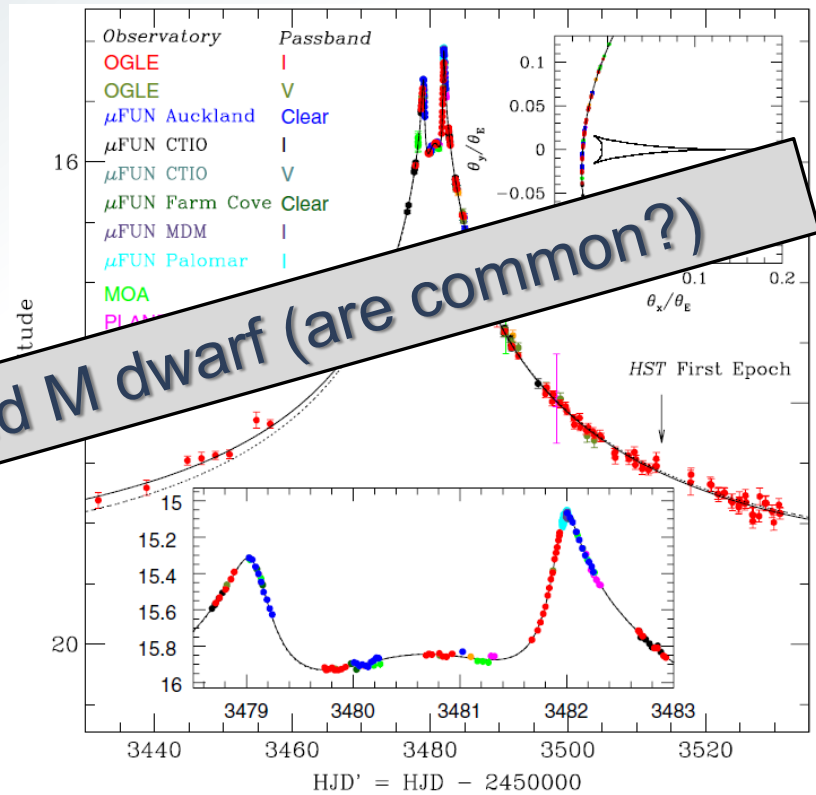 Observatory Passband
OGLE I
OGLE V
μFUN Auckland Clear
μFUN CTIO I
μFUN CTIO V
μFUN Farm Cove Clear
μFUN MDM I
μFUN Palomar I
MOA
M dwarf (are common?)
16
20
0.1
0.05
0
−0.05
0.1 0.2
θy/θE
θx/θE
HST First Epoch
15
15.2
15.4
15.6
15.8
16
3479 3480 3481 3482 3483
3440 3460 3480 3500 3520
HJD' = HJD − 2450000